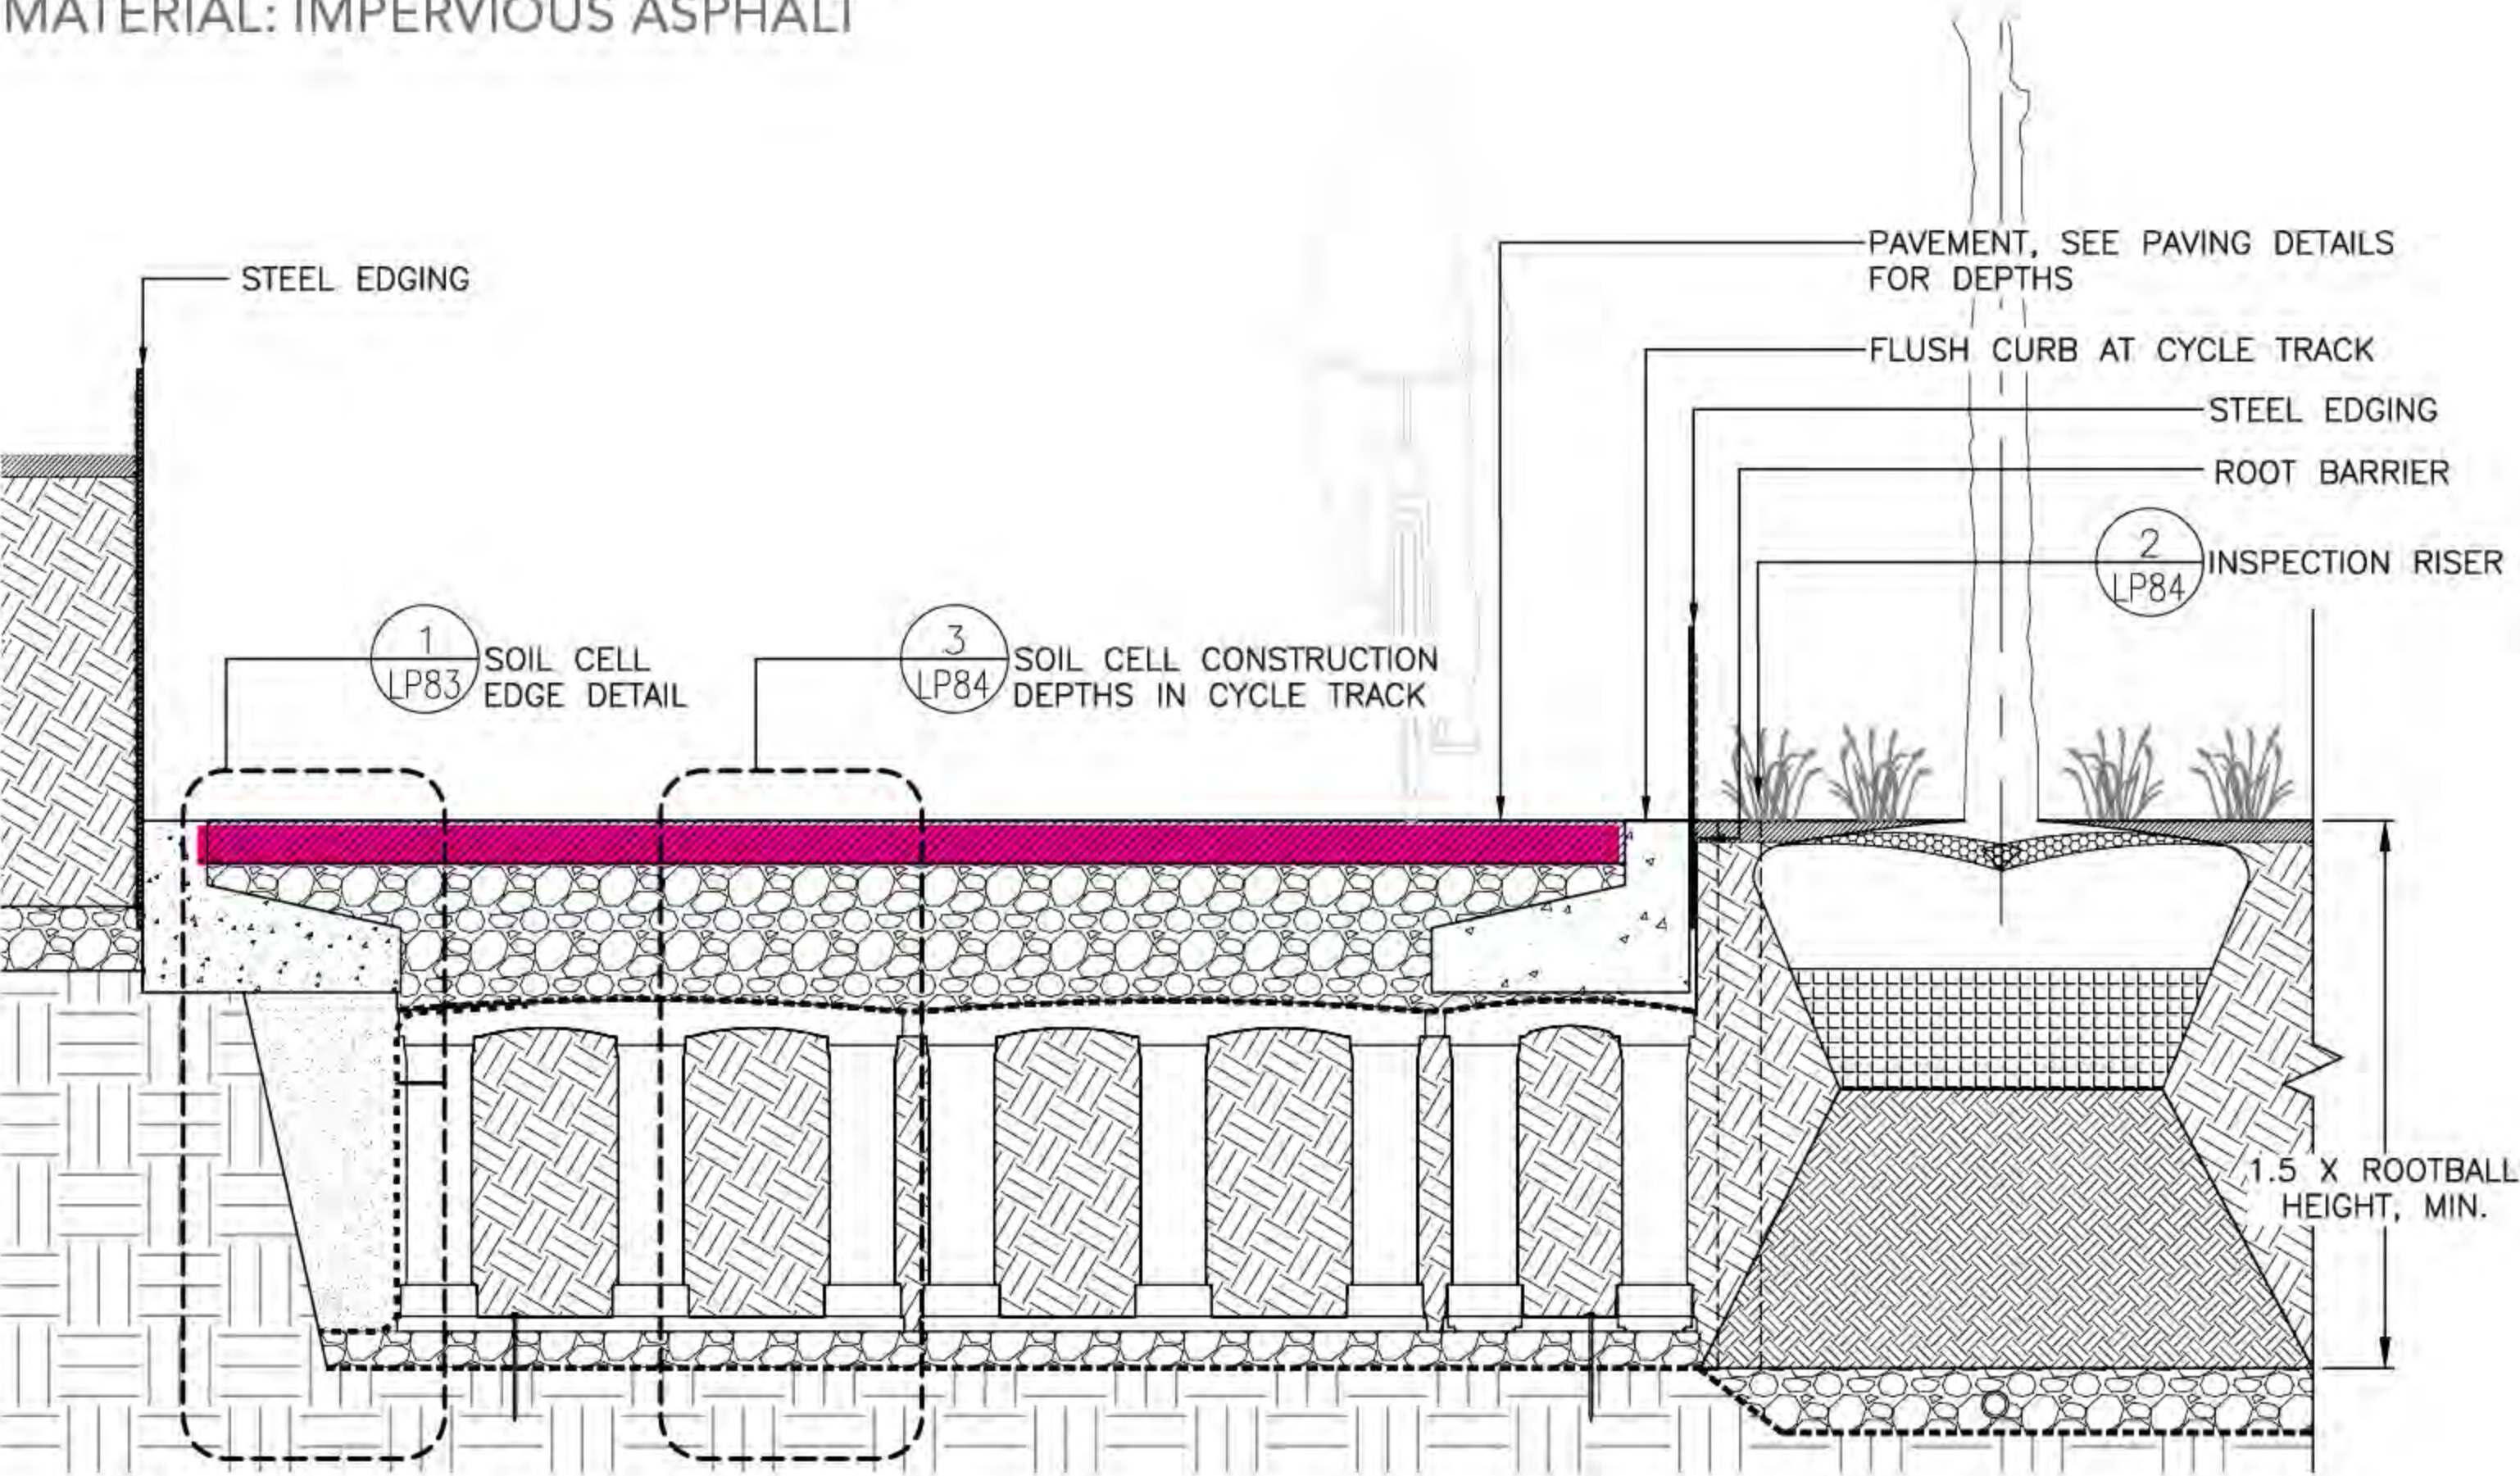 MATERIAL: IMPERVIOUS ASPHALT
PAVEMENT, SEE PAVING DETAILS
FOR DEPTHS
STEEL EDGING
FLUSH CURB AT CYCLE TRACK
STEEL EDGING
ROOT BARRIER
2
LP84
INSPECTION RISER
1
LP83
SOIL CELL
EDGE DETAIL
3
LP84
SOIL CELL CONSTRUCTION
DEPTHS IN CYCLE TRACK
1.5 X ROOTBALL
HEIGHT, MIN.